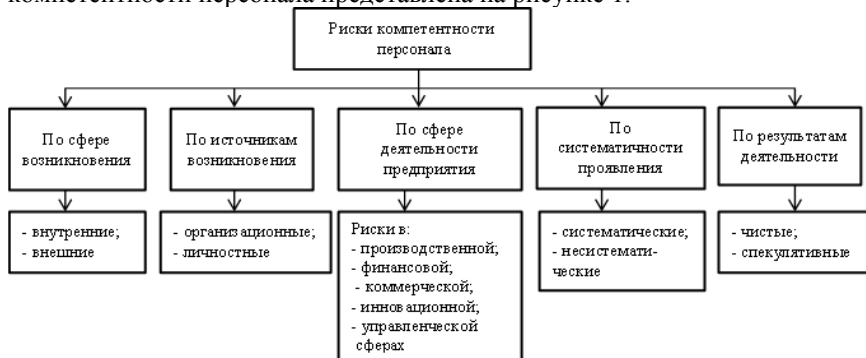 компетентности персонала представлена на рисунке 1.
Риски компетентности
персонала
По сфере
возникновения
По источникам
возникновения
По сфере
деятельности
предприятия
По
систематичности
проявления
По результатам
деятельности
- внутренние;
- внешние
- организационные;
- личностные
Риски в:
- производственной;
- финансовой;
- коммерческой;
- инновационной;
- управленческой
сферах
- систематические;
- несистемати-
ческие
- чистые;
- спекулятивные